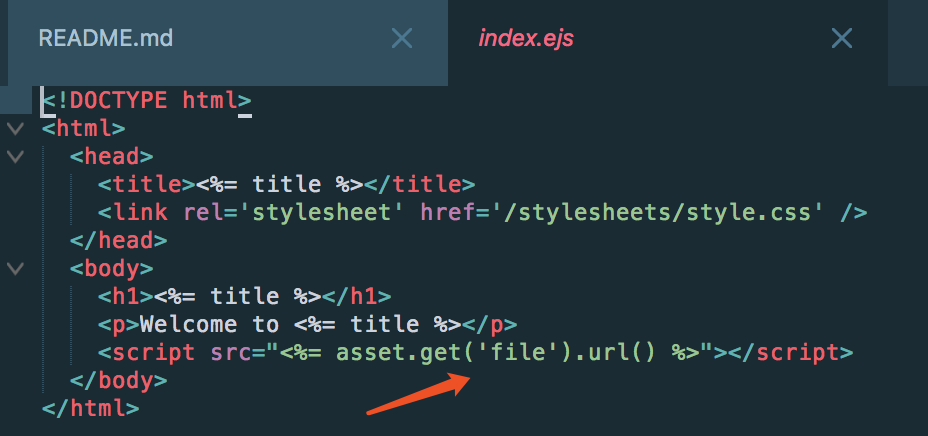 README.md
index.ejs
<!DOCTYPE html>
<html>
<head>
<title><%= title %></title>
<link rel='stylesheet' href='/stylesheets/style.css' />
</head>
<body>
<h1><%= title %></h1>
<p>Welcome to <%= title %></p>
<script src="<%= asset.get('file').url() %>"></script>
</body>
</html>